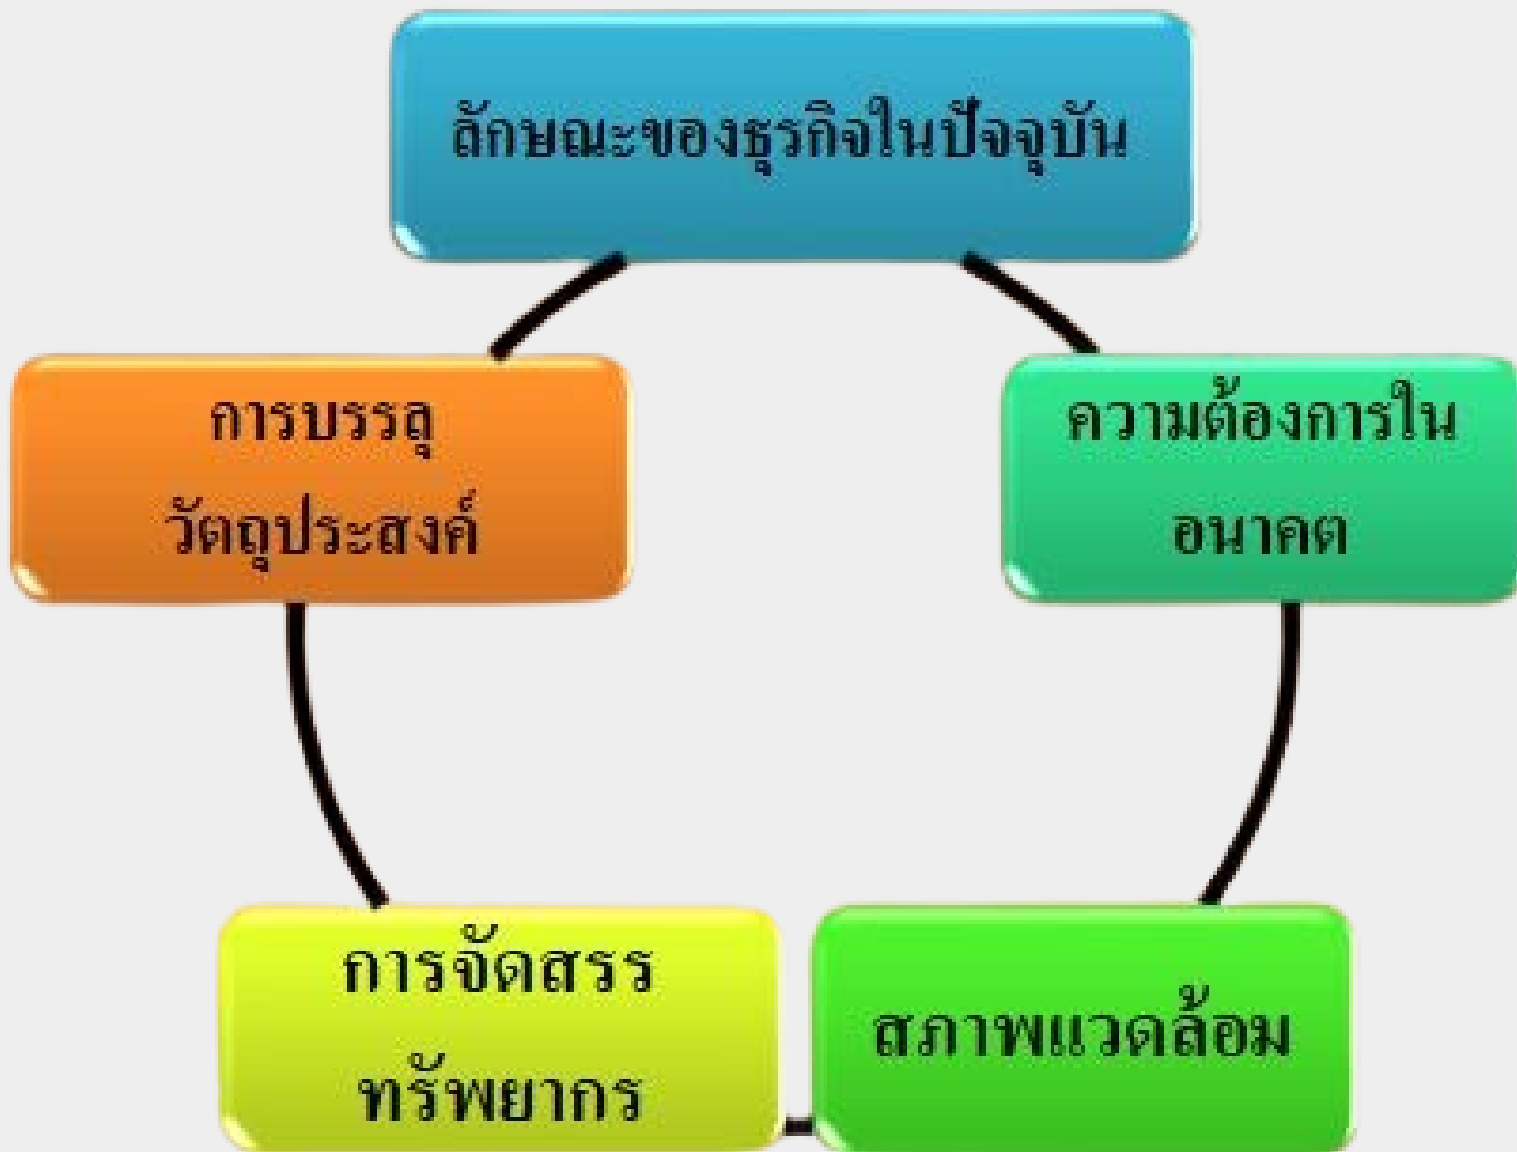 ลักษณะของธุรกิจในปัจจุบัน
การบรรลุ
วัตถุประสงค์
ความต้องการใน
อนาคต
การจัดสรร
ทรัพยากร
สภาพแวดล้อม